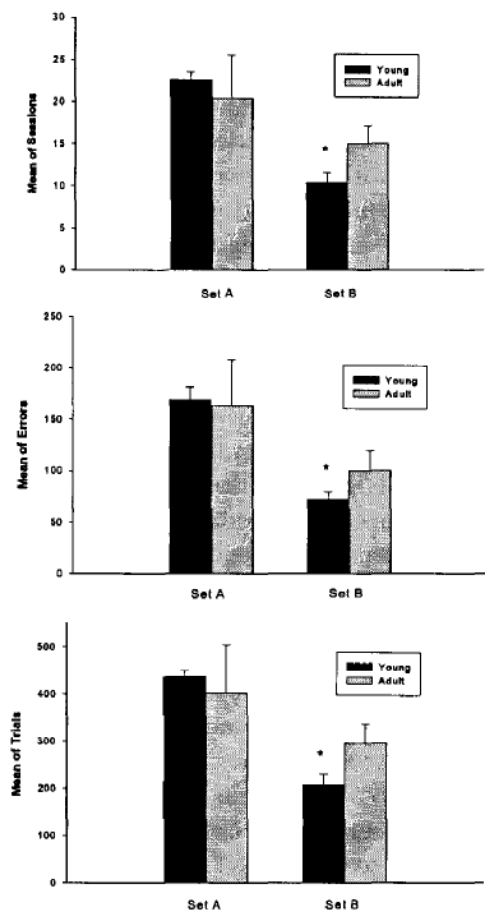 30
25
20
15
10
5
0
Mean of Sessions
Young
Adult
*
Set A
Set B
250
200
150
100
50
0
Mean of Errors
Young
Adult
*
Set A
Set B
500
400
300
200
100
0
Mean of Trials
Young
Adult
*
Set A
Set B